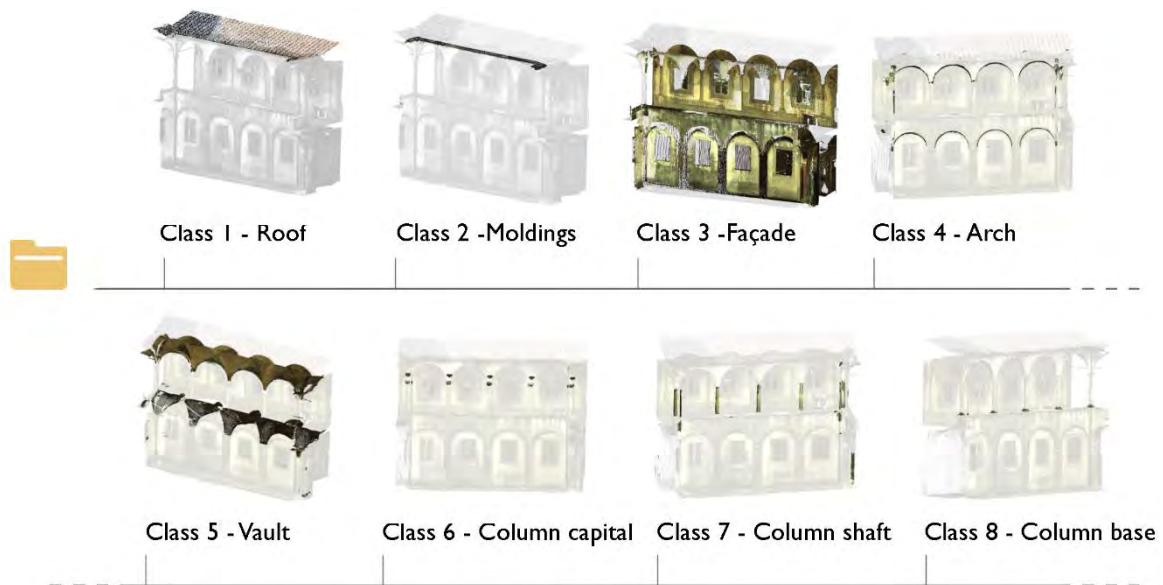 Class 1 - Roof
Class 2 -Moldings
Class 3 -Façade
Class 4 - Arch
Class 5 - Vault
Class 6 - Column capital
Class 7 - Column shaft
Class 8 - Column base